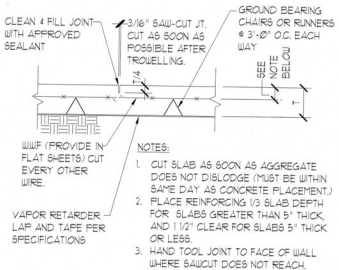 CLEAN & FILL JOINT
WITH APPROVED
SEALANT
3/16" SAW-CUT JT.
CUT AS SOON AS
POSSIBLE AFTER
TROWELLING.
GROUND BEARING
CHAIRS OR RUNNERS
@ 3'-0" O.C. EACH
WAY
T/4
SEE
NOTE
BELOW
T
W.W.F (PROVIDE IN
FLAT SHEETS) CUT
EVERY OTHER
WIRE.
VAPOR RETARDER
LAP AND TAPE PER
SPECIFICATIONS
NOTES:
1. CUT SLAB AS SOON AS AGGREGATE
DOES NOT DISLODGE (MUST BE WITHIN
SAME DAY AS CONCRETE PLACEMENT.)
2. PLACE REINFORCING 1/3 SLAB DEPTH
FOR SLABS GREATER THAN 5" THICK,
AND 1 1/2" CLEAR FOR SLABS 5" THICK
OR LESS.
3. HAND TOOL JOINT TO FACE OF WALL
WHERE SAWCUT DOES NOT REACH.